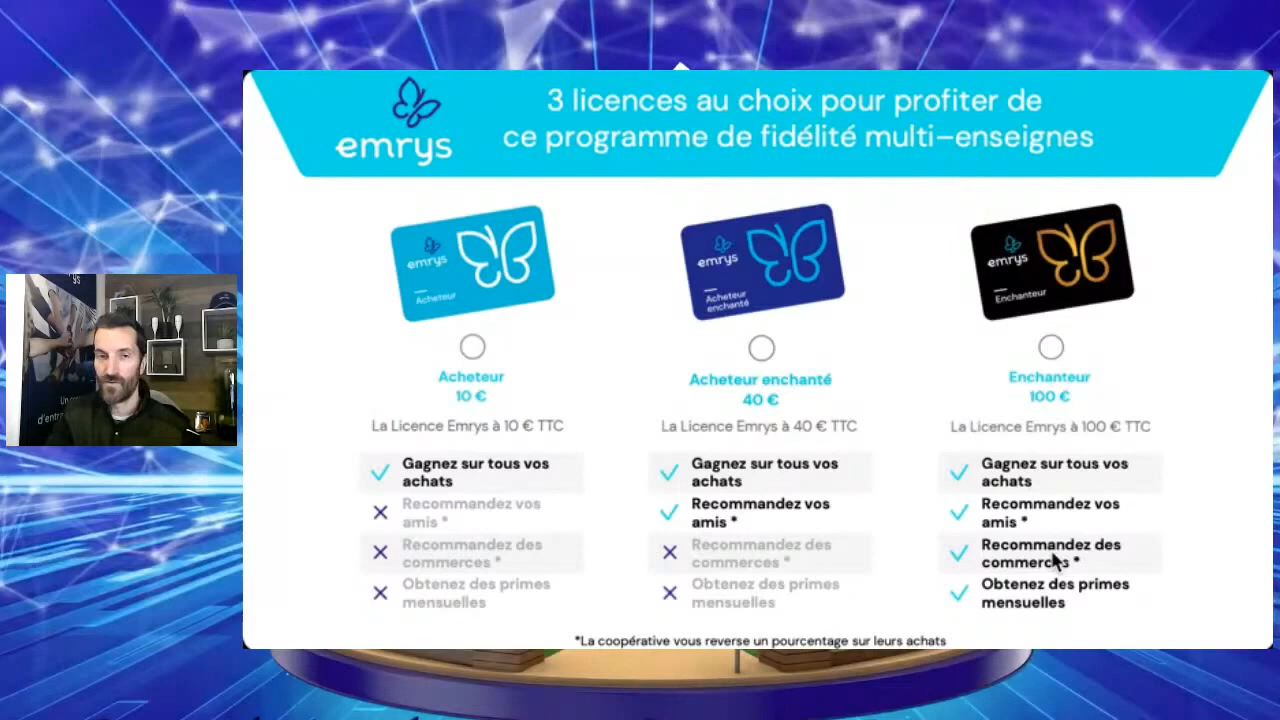 emrys
3 licences au choix pour profiter de
ce programme de fidélité multi-enseignes
emrys
Acheteur
emrys
Acheteur
enchanté
emrys
Enchanteur
Acheteur
10 €
La Licence Emrys à 10 € TTC
Gagnez sur tous vos
achats
Recommandez vos
amis *
Recommandez des
commerces *
Obtenez des primes
mensuelles
Acheteur enchanté
40 €
La Licence Emrys à 40 € TTC
Gagnez sur tous vos
achats
Recommandez vos
amis *
Recommandez des
commerces *
Obtenez des primes
mensuelles
Enchanteur
100 €
La Licence Emrys à 100 € TTC
Gagnez sur tous vos
achats
Recommandez vos
amis *
Recommandez des
commerces *
Obtenez des primes
mensuelles
*La coopérative vous reverse un pourcentage sur leurs achats